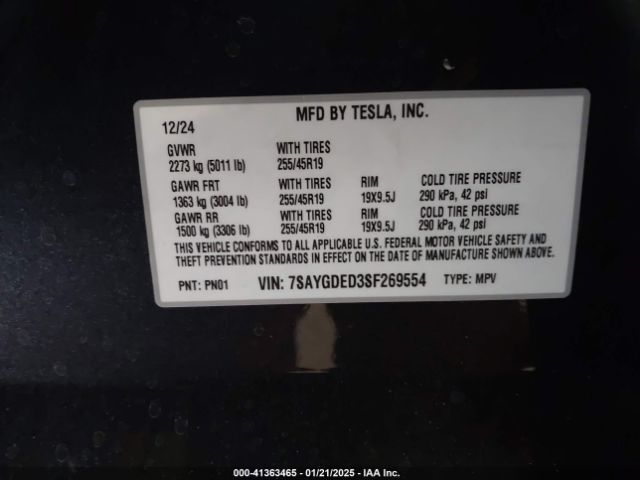 MFD BY TESLA, INC.
12/24
GVWR WITH TIRES
2273 kg (5011 lb) 255/45R19
GAWR FRT WITH TIRES RIM COLD TIRE PRESSURE
1363 kg (3004 lb) 255/45R19 19X9.5J 290 kPa, 42 psi
GAWR RR WITH TIRES RIM COLD TIRE PRESSURE
1500 kg (3306 lb) 255/45R19 19X9.5J 290 kPa, 42 psi
THIS VEHICLE CONFORMS TO ALL APPLICABLE U.S. FEDERAL MOTOR VEHICLE SAFETY AND
THEFT PREVENTION STANDARDS IN EFFECT ON THE DATE OF MANUFACTURE SHOWN ABOVE.
PNT: PN01 VIN: 7SAYGDED3SF269554 TYPE: MPV
000-41363465 - 01/21/2025 - IAA Inc.